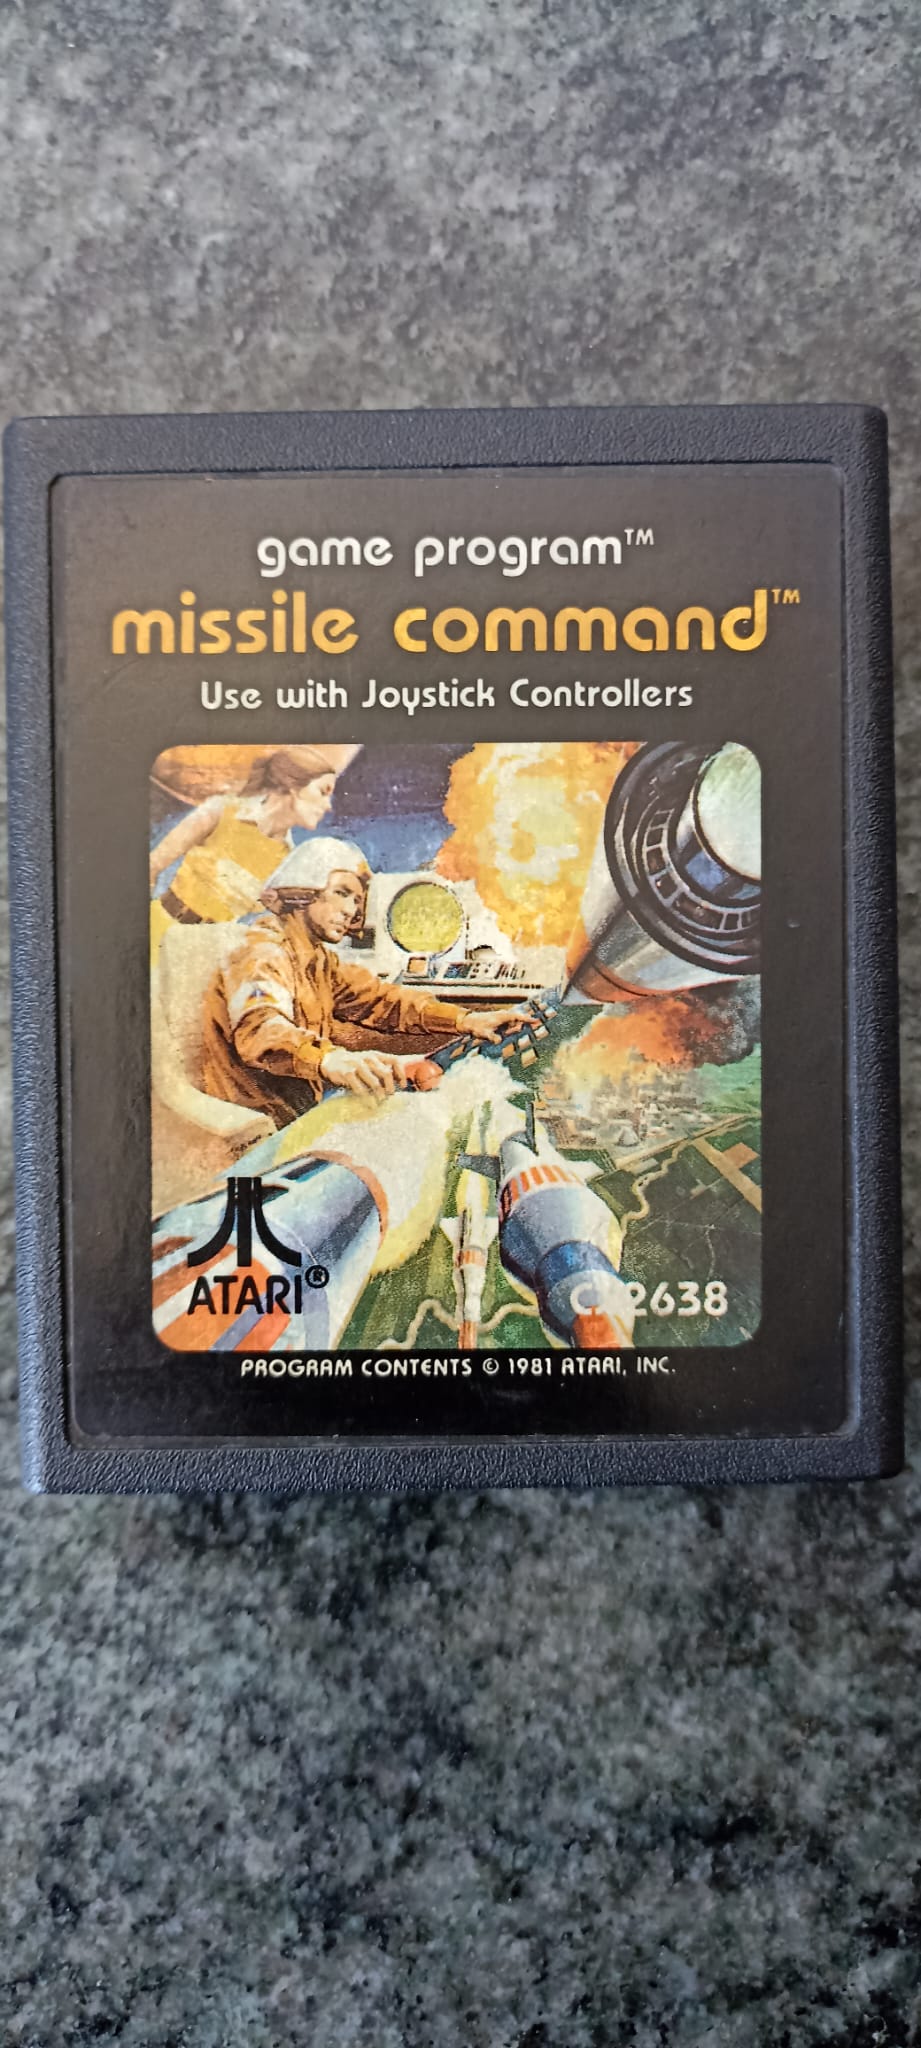 game program™
missile command™
Use with Joystick Controllers
ATARI®
2638
PROGRAM CONTENTS © 1981 ATARI, INC.